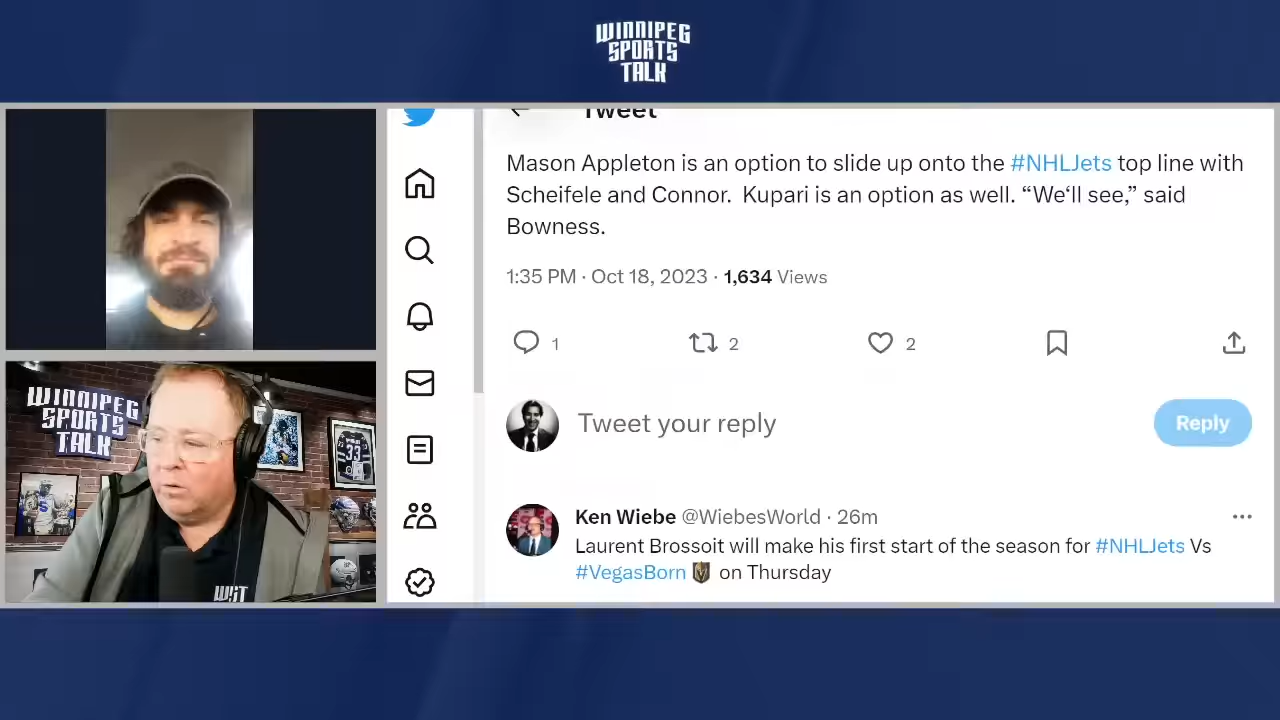 WINNIPEG
SPORTS
TALK
Tweet
Mason Appleton is an option to slide up onto the #NHLJets top line with
Scheifele and Connor. Kupari is an option as well. “We‘ll see,” said
Bowness.
1:35 PM · Oct 18, 2023 · 1,634 Views
1
2
2
Tweet your reply
Reply
Ken Wiebe @WiebesWorld · 26m
Laurent Brossoit will make his first start of the season for #NHLJets Vs
#VegasBorn on Thursday
WINNIPEG
SPORTS
TALK
33
5
WST